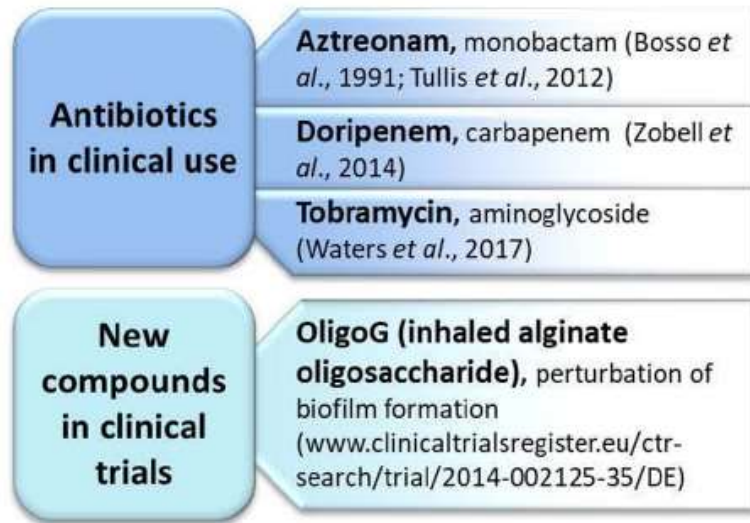 Antibiotics
in clinical use
Aztreonam, monobactam (Bosso et
al., 1991; Tullis et al., 2012)
Doripenem, carbapenem (Zobell et
al., 2014)
Tobramycin, aminoglycoside
(Waters et al., 2017)
New
compounds
in clinical
trials
OligoG (inhaled alginate
oligosaccharide), perturbation of
biofilm formation
(www.clinicaltrialsregister.eu/ctr-
search/trial/2014-002125-35/DE)